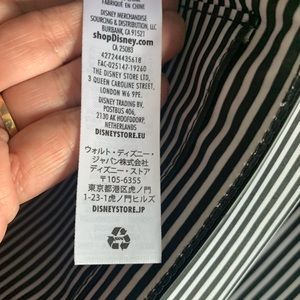 FABRIQUÉ EN CHINE
DISNEY MERCHANDISE
SOURCING & DISTRIBUTION, LLC
BURBANK, CA 91521
shopDisney.com
CA 25083
427244435618
FAC-025147-19260
THE DISNEY STORE LTD,
3 QUEEN CAROLINE STREET,
LONDON W6 9PE.
DISNEY TRADING BV,
POSTBUS 406,
2130 AK HOOFDDORP,
NETHERLANDS
DISNEYSTORE.EU
ウォルト・ディズニー・
ジャパン株式会社
ディズニー・ストア
〒105-6355
東京都港区虎ノ門
1-23-1虎ノ門ヒルズ
DISNEYSTORE.JP